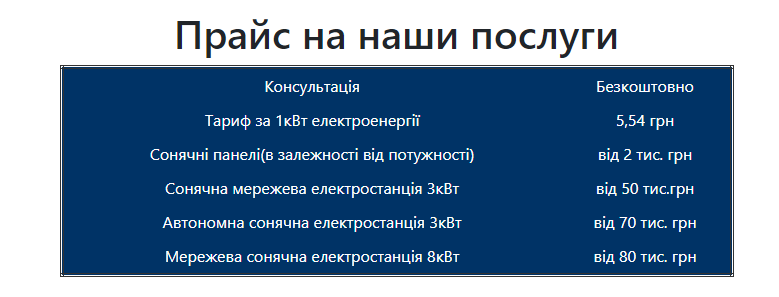 Прайс на наши послуги
Консультація Безкоштовно
Тариф за 1кВт електроенергії 5,54 грн
Сонячні панелі(в залежності від потужності) від 2 тис. грн
Сонячна мережева електростанція 3кВт від 50 тис.грн
Автономна сонячна електростанція 3кВт від 70 тис. грн
Мережева сонячна електростанція 8кВт від 80 тис. грн